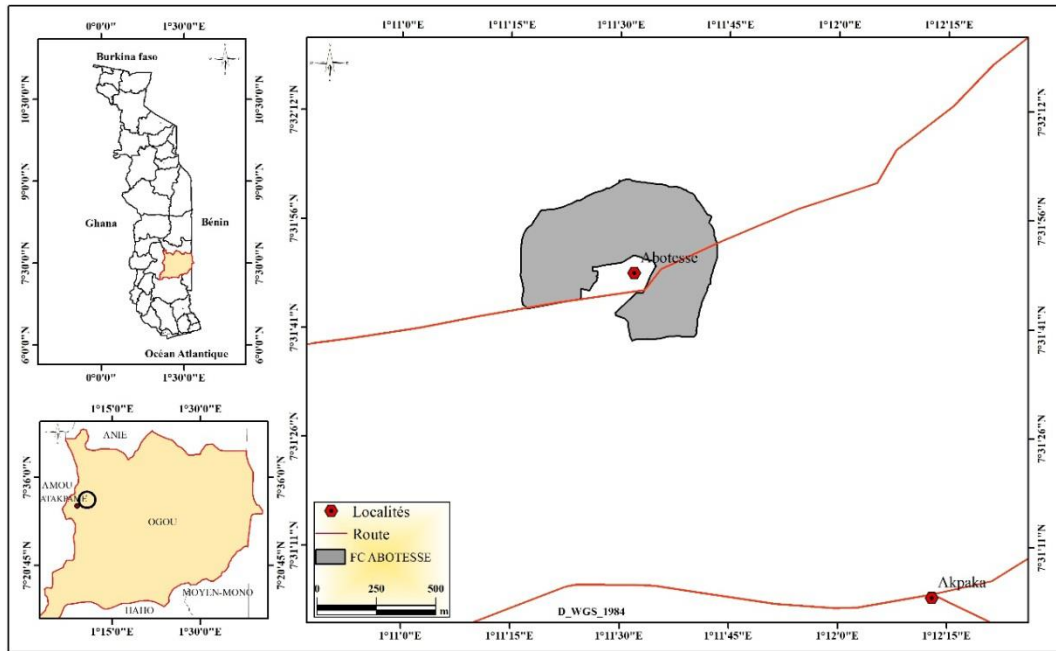 0°0'0" 1°30'0"E
Burkina faso
10°30'0"N 10°30'0"N
9°0'0"N 9°0'0"N
Ghana Bénin
7°30'0"N 7°30'0"N
6°0'0"N 6°0'0"N
Océan Atlantique
0°0'0" 1°30'0"E
1°15'0"E 1°30'0"E
ANIE
7°36'0"N 7°36'0"N
AMOU
ATAKPAME
OGOU
7°20'45"N 7°20'45"N
MOYEN-MONO
HAHO
1°15'0"E 1°30'0"E
1°11'0"E 1°11'15"E 1°11'30"E 1°11'45"E 1°12'0"E 1°12'15"E
7°32'12"N 7°32'12"N
7°31'56"N 7°31'56"N
Abotesse
7°31'41"N 7°31'41"N
7°31'26"N 7°31'26"N
7°31'11"N 7°31'11"N
Localités
Route
FC ABOTESSE
0 250 500
m
Akpaka
D_WGS_1984
1°11'0"E 1°11'15"E 1°11'30"E 1°11'45"E 1°12'0"E 1°12'15"E